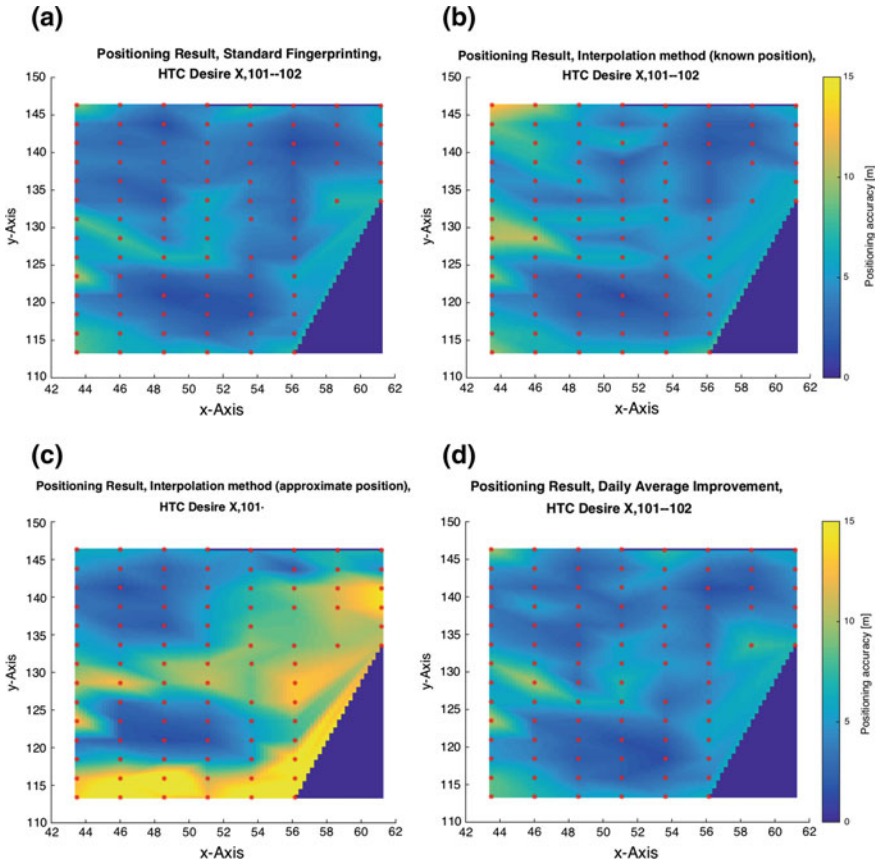 (a)
Positioning Result, Standard Fingerprinting,
HTC Desire X,101--102
150
145
140
135
130
125
120
115
110
y-Axis
42 44 46 48 50 52 54 56 58 60 62
x-Axis
(b)
Positioning Result, Interpolation method (known position),
HTC Desire X,101--102
150
145
140
135
130
125
120
115
110
y-Axis
42 44 46 48 50 52 54 56 58 60 62
x-Axis
15
10
5
0
Positioning accuracy [m]
(c)
Positioning Result, Interpolation method (approximate position),
HTC Desire X,101-
150
145
140
135
130
125
120
115
110
y-Axis
42 44 46 48 50 52 54 56 58 60 62
x-Axis
(d)
Positioning Result, Daily Average Improvement,
HTC Desire X,101--102
150
145
140
135
130
125
120
115
110
y-Axis
42 44 46 48 50 52 54 56 58 60 62
x-Axis
15
10
5
0
Positioning accuracy [m]